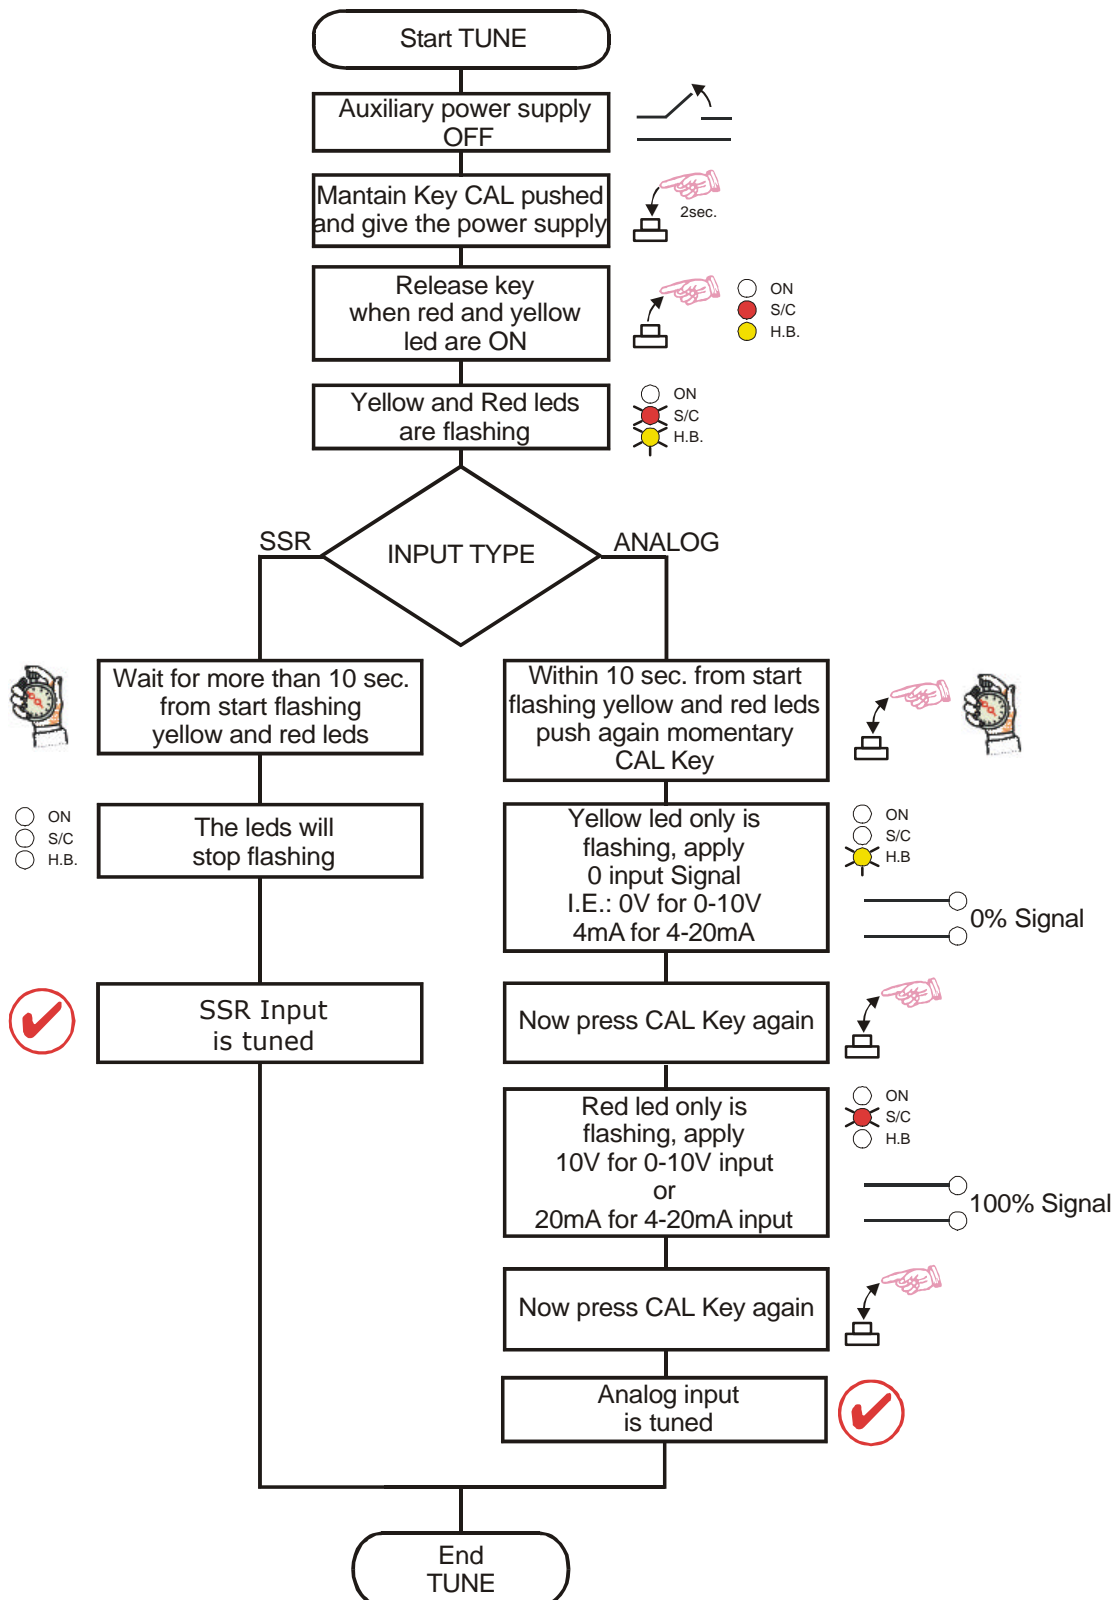 Start TUNE
Auxiliary power supply
OFF
Mantain Key CAL pushed
and give the power supply
2sec.
Release key
when red and yellow
led are ON
ON
S/C
H.B.
Yellow and Red leds
are flashing
ON
S/C
H.B.
SSR
INPUT TYPE
ANALOG
Wait for more than 10 sec.
from start flashing
yellow and red leds
ON
S/C
H.B.
The leds will
stop flashing
SSR Input
is tuned
Within 10 sec. from start
flashing yellow and red leds
push again momentary
CAL Key
Yellow led only is
flashing, apply
0 input Signal
I.E.: 0V for 0-10V
4mA for 4-20mA
ON
S/C
H.B
0% Signal
Now press CAL Key again
Red led only is
flashing, apply
10V for 0-10V input
or
20mA for 4-20mA input
ON
S/C
H.B
100% Signal
Now press CAL Key again
Analog input
is tuned
End
TUNE